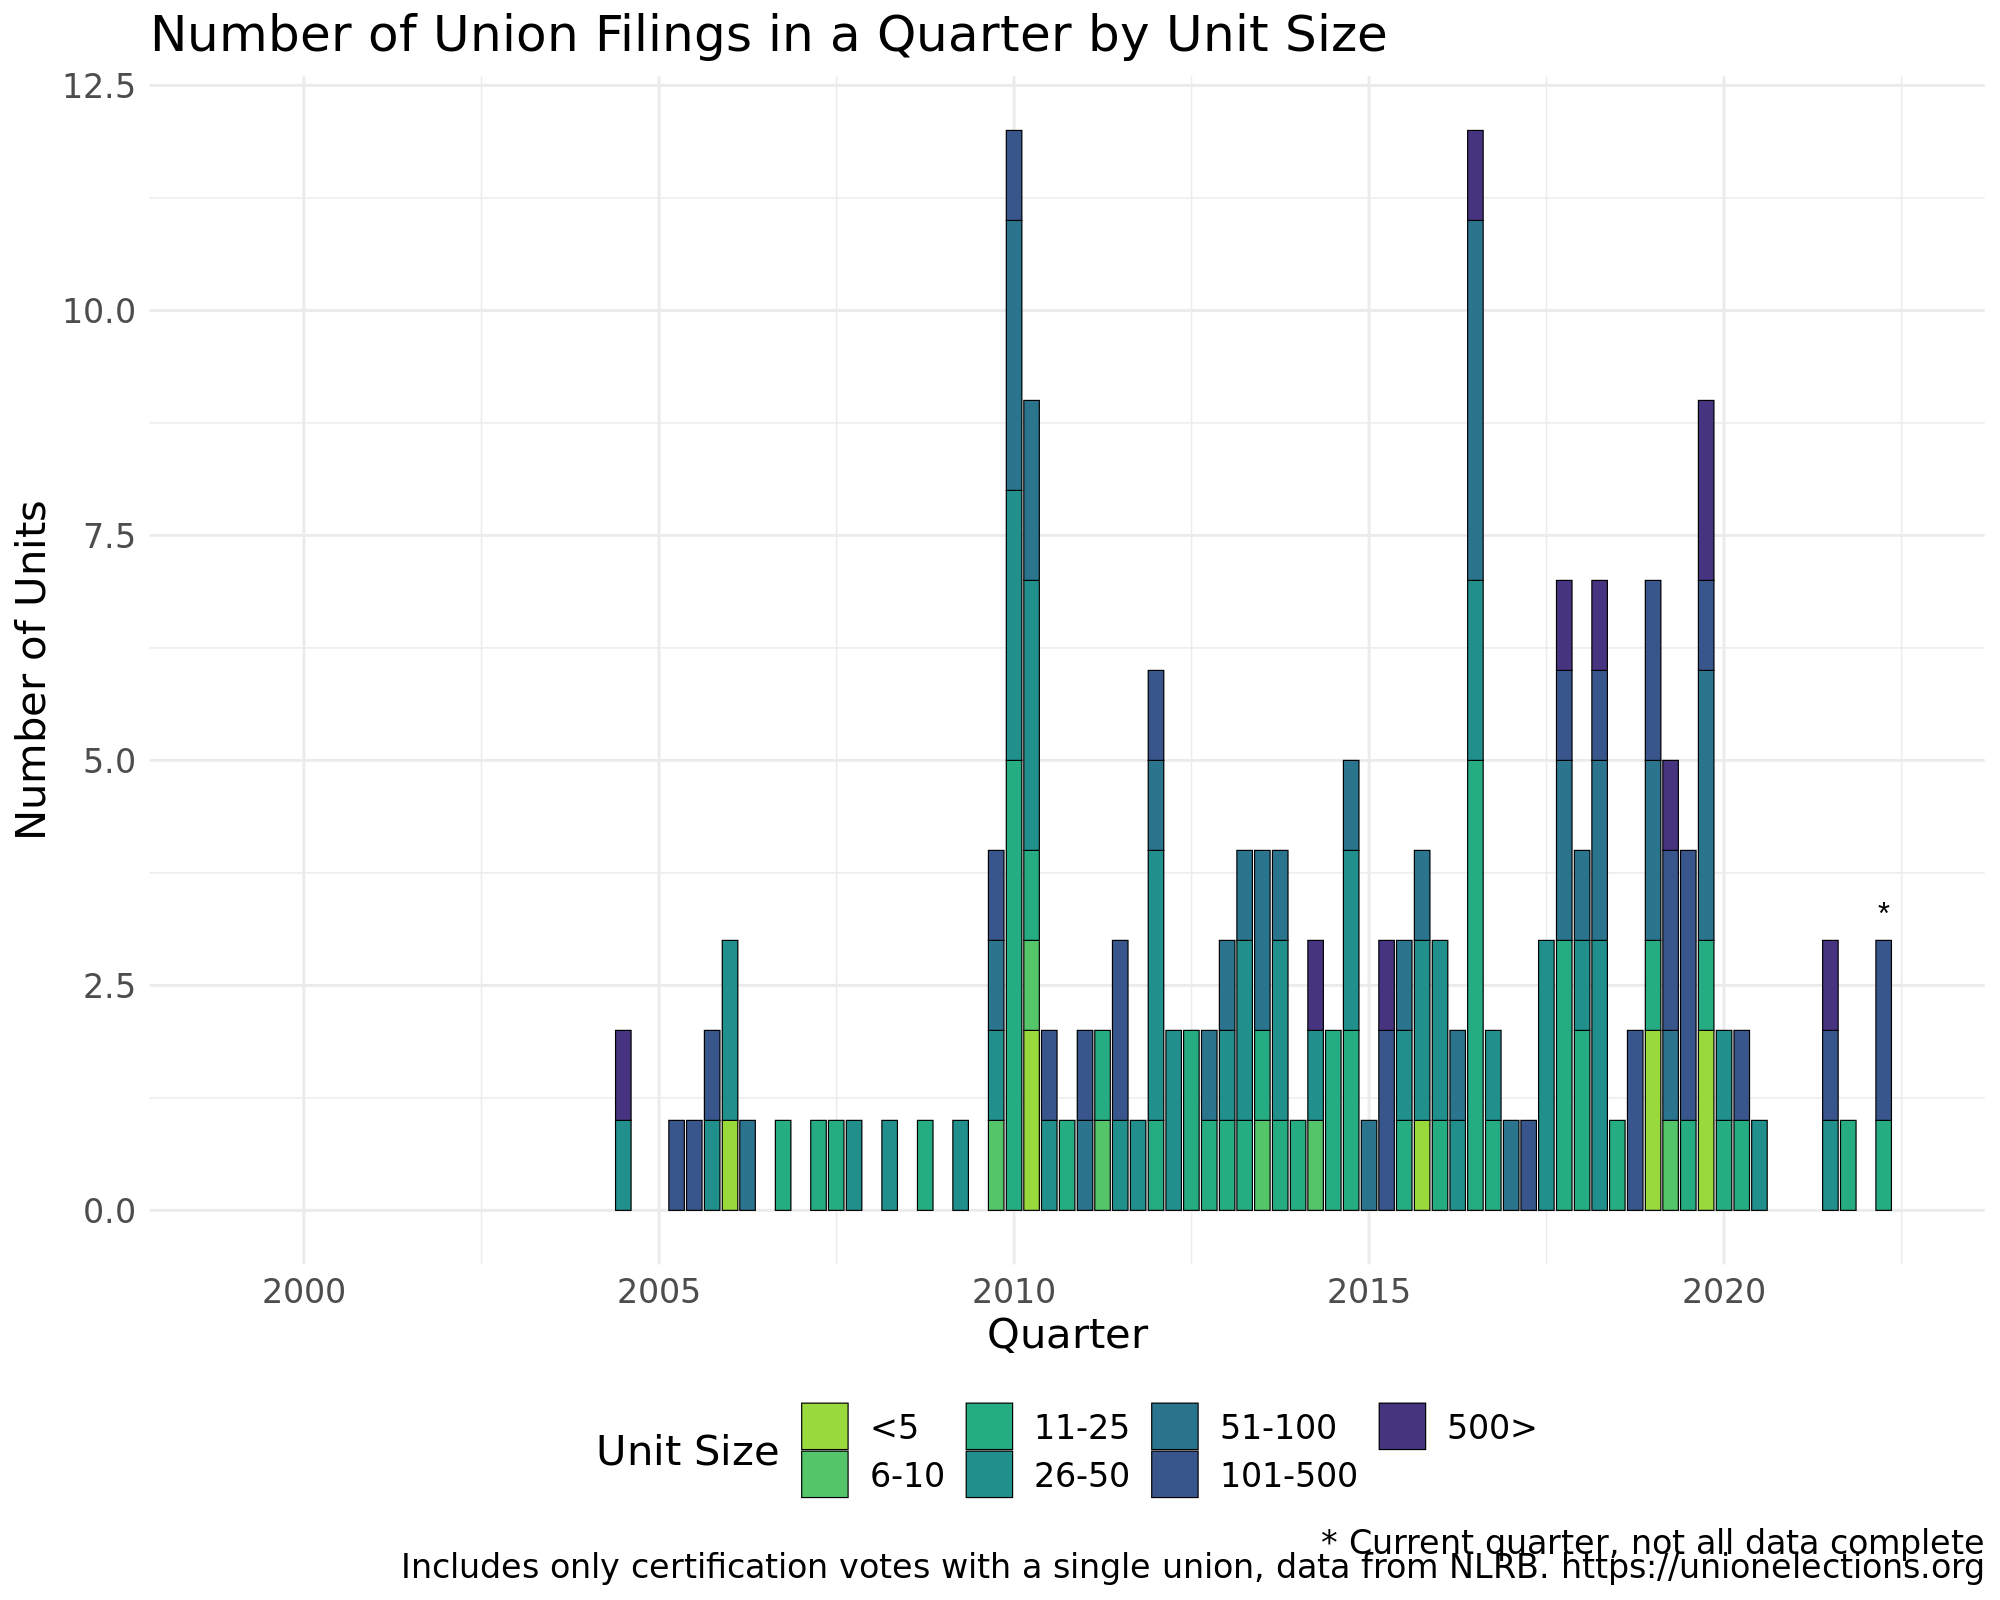 Number of Union Filings in a Quarter by Unit Size
12.5
10.0
7.5
5.0
2.5
0.0
Number of Units
*
2000 2005 2010 2015 2020
Quarter
Unit Size
<5 11-25 51-100 500>
6-10 26-50 101-500
* Current quarter, not all data complete
Includes only certification votes with a single union, data from NLRB. https://unionelections.org